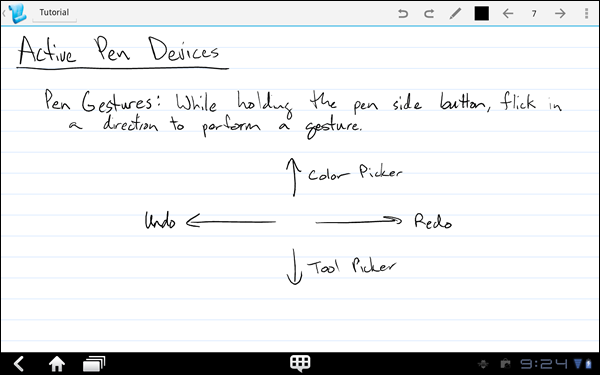 Tutorial
7
Active Pen Devices
Pen Gestures: While holding the pen side button, flick in
a direction to perform a gesture.
Color Picker
Undo
Redo
Tool Picker
9:24